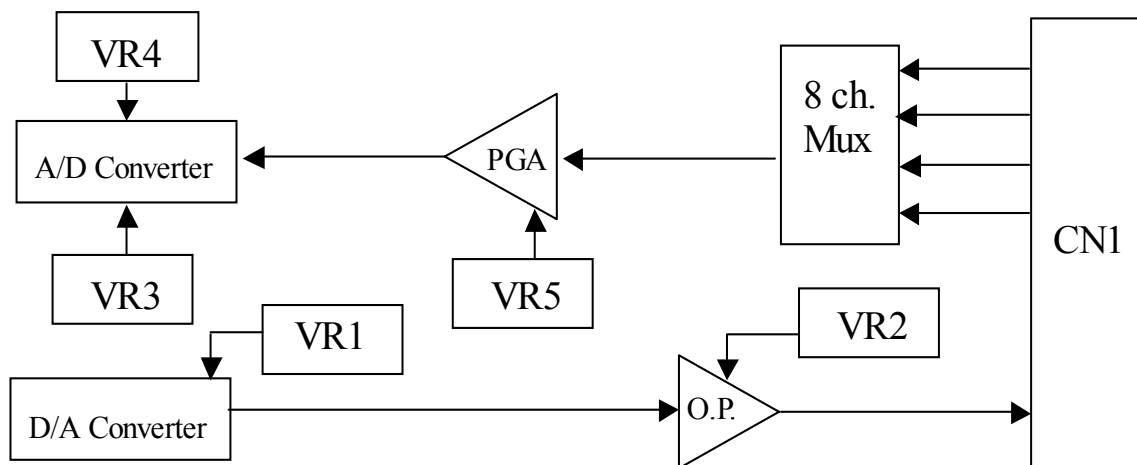 VR4
8 ch.
Mux
A/D Converter
PGA
CN1
VR3
VR5
VR1
VR2
D/A Converter
O.P.